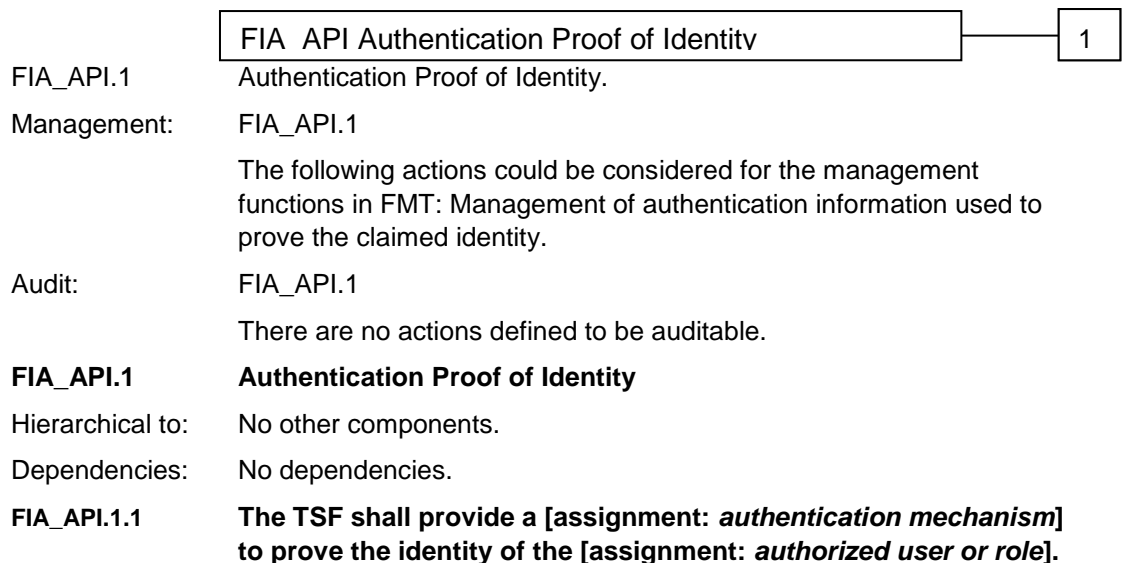 FIA_API Authentication Proof of Identity 1
FIA_API.1 Authentication Proof of Identity.
Management: FIA_API.1
The following actions could be considered for the management
functions in FMT: Management of authentication information used to
prove the claimed identity.
Audit: FIA_API.1
There are no actions defined to be auditable.
FIA_API.1 Authentication Proof of Identity
Hierarchical to: No other components.
Dependencies: No dependencies.
FIA_API.1.1 The TSF shall provide a [assignment: authentication mechanism]
to prove the identity of the [assignment: authorized user or role].